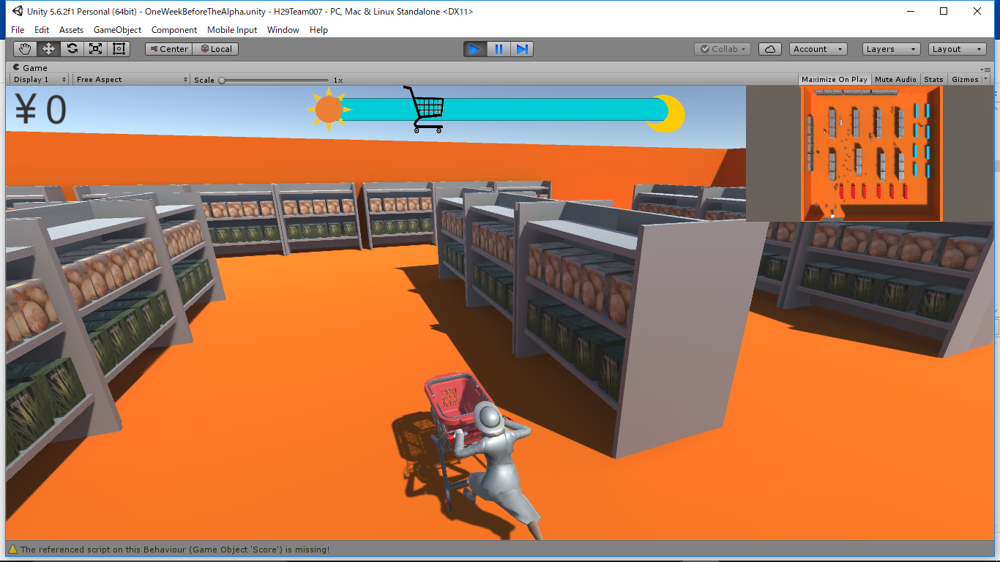 Unity 5.6.2f1 Personal (64bit) - OneWeekBeforeTheAlpha.unity - H29Team007 - PC, Mac & Linux Standalone <DX11>
File Edit Assets GameObject Component Mobile Input Window Help
Center Local Collab Account Layers Layout
Game
Display 1 Free Aspect Scale 1x Maximize On Play Mute Audio Stats Gizmos
¥ 0
The referenced script on this Behaviour (Game Object 'Score') is missing!